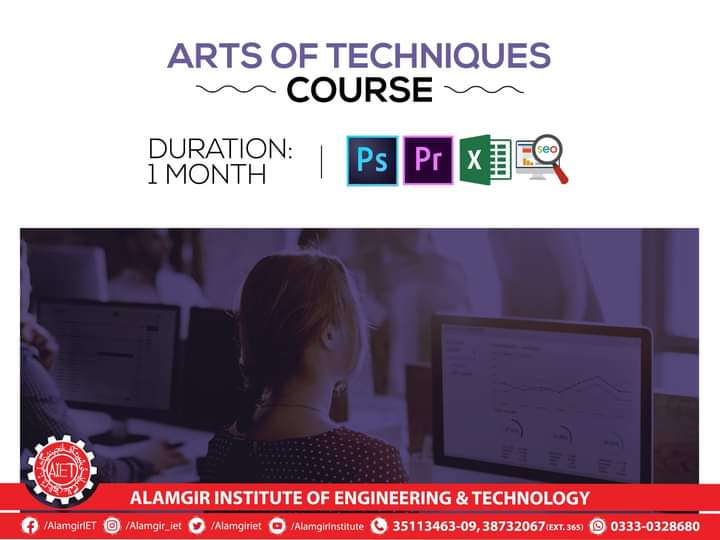 ARTS OF TECHNIQUES
COURSE
DURATION:
1 MONTH
Ps
Pr
X
seo
AIET
ALAMGIR INSTITUTE OF ENGINEERING & TECHNOLOGY
/AlamgirIET /Alamgir_iet /Alamgiriet /AlamgirInstitute 35113463-09, 38732067 (EXT. 365) 0333-0328680